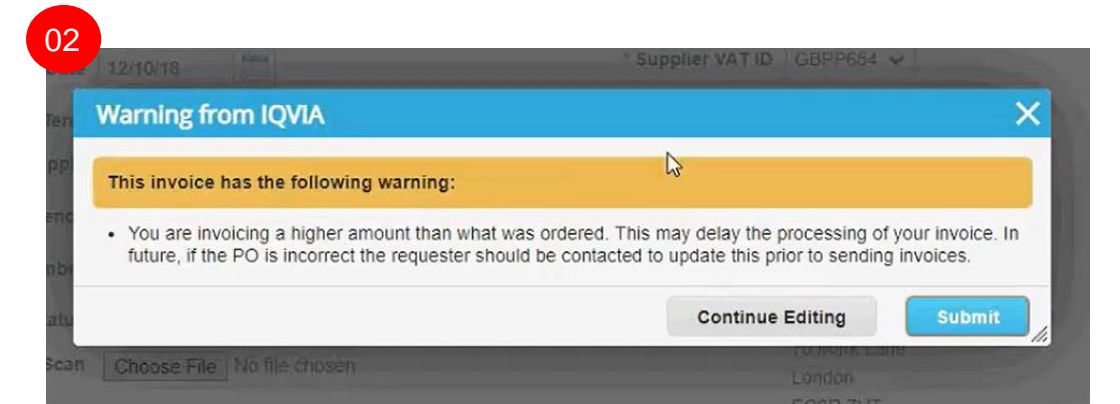 02
12/10/18
* Supplier VAT ID GBPP654
Warning from IQVIA
This invoice has the following warning:
• You are invoicing a higher amount than what was ordered. This may delay the processing of your invoice. In
future, if the PO is incorrect the requester should be contacted to update this prior to sending invoices.
Continue Editing Submit
Scan Choose File No file chosen
London